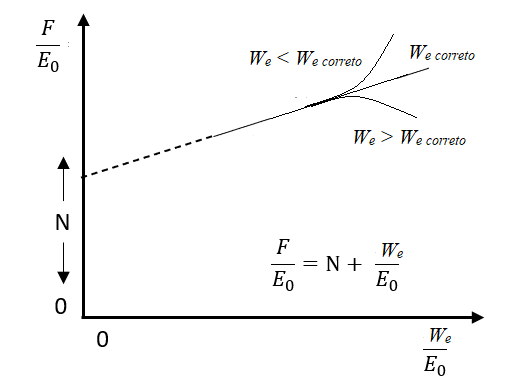 F/E₀
Wₑ < Wₑ correto
Wₑ correto
Wₑ > Wₑ correto
N
F/E₀ = N + Wₑ/E₀
0
0
Wₑ/E₀